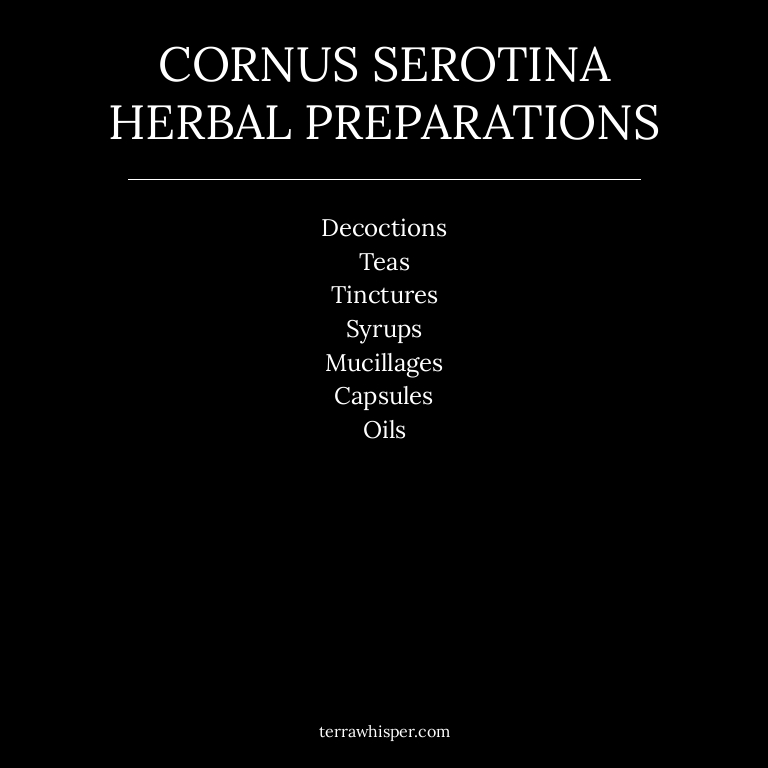 CORNUS SEROTINA
HERBAL PREPARATIONS
Decoctions
Teas
Tinctures
Syrups
Mucillages
Capsules
Oils
terrawhisper.com